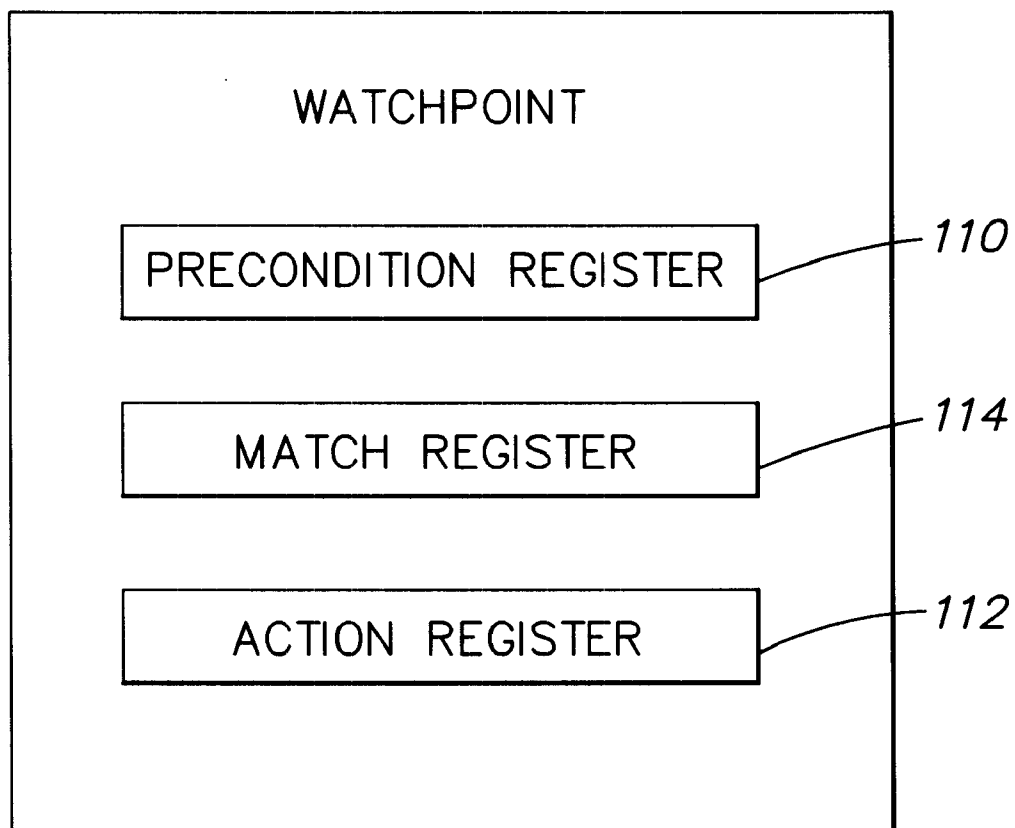 WATCHPOINT
PRECONDITION REGISTER
110
MATCH REGISTER
114
ACTION REGISTER
112